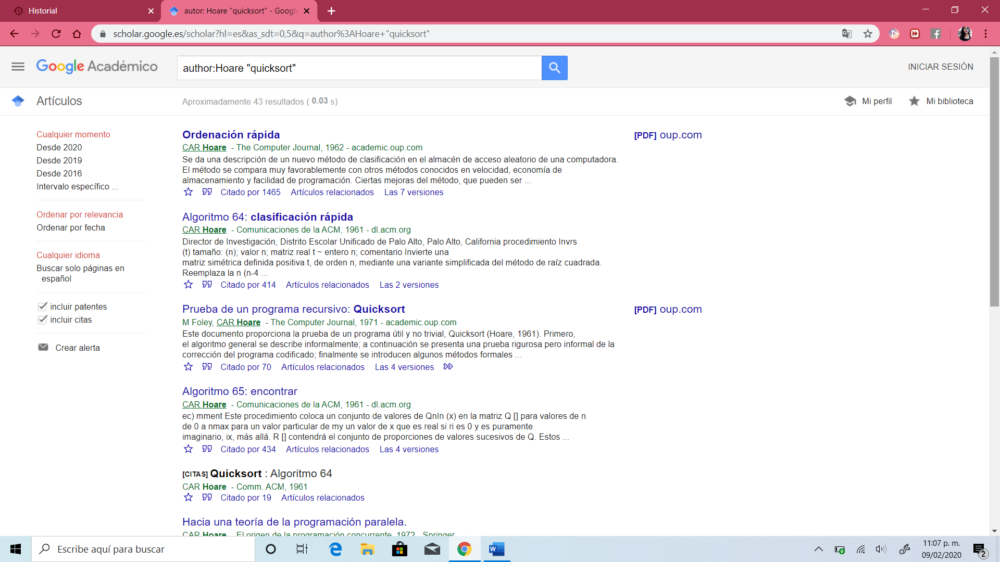 Historial
autor: Hoare "quicksort" - Google
scholar.google.es/scholar?hl=es&as_sdt=0,5&q=author%3AHoare+"quicksort"
Google Académico
author:Hoare "quicksort"
INICIAR SESIÓN
Artículos
Aproximadamente 43 resultados ( 0.03 s)
Mi perfil
Mi biblioteca
Cualquier momento
Desde 2020
Desde 2019
Desde 2016
Intervalo específico ...
Ordenar por relevancia
Ordenar por fecha
Cualquier idioma
Buscar solo páginas en
español
incluir patentes
incluir citas
Crear alerta
Ordenación rápida
CAR Hoare - The Computer Journal, 1962 - academic.oup.com
Se da una descripción de un nuevo método de clasificación en el almacén de acceso aleatorio de una computadora.
El método se compara muy favorablemente con otros métodos conocidos en velocidad, economía de
almacenamiento y facilidad de programación. Ciertas mejoras del método, que pueden ser ...
Citado por 1465 Artículos relacionados Las 7 versiones
[PDF] oup.com
Algoritmo 64: clasificación rápida
CAR Hoare - Comunicaciones de la ACM, 1961 - dl.acm.org
Director de Investigación, Distrito Escolar Unificado de Palo Alto, Palo Alto, California procedimiento Invrs
(t) tamaño: (n); valor n; matriz real t ~ entero n; comentario Invierte una
matriz simétrica definida positiva t, de orden n, mediante una variante simplificada del método de raíz cuadrada.
Reemplaza la n (n-4 ...
Citado por 414 Artículos relacionados Las 2 versiones
Prueba de un programa recursivo: Quicksort
M Foley, CAR Hoare - The Computer Journal, 1971 - academic.oup.com
Este documento proporciona la prueba de un programa útil y no trivial, Quicksort (Hoare, 1961). Primero,
el algoritmo general se describe informalmente; a continuación se presenta una prueba rigurosa pero informal de la
corrección del programa codificado; finalmente se introducen algunos métodos formales ...
Citado por 70 Artículos relacionados Las 4 versiones
[PDF] oup.com
Algoritmo 65: encontrar
CAR Hoare - Comunicaciones de la ACM, 1961 - dl.acm.org
ec) mment Este procedimiento coloca un conjunto de valores de QnIn (x) en la matriz Q [] para valores de n
de 0 a nmax para un valor particular de my un valor de x que es real si ri es 0 y es puramente
imaginario, ix, más allá. R [] contendrá el conjunto de proporciones de valores sucesivos de Q. Estos ...
Citado por 434 Artículos relacionados Las 4 versiones
[CITAS] Quicksort : Algoritmo 64
CAR Hoare - Comm. ACM, 1961
Citado por 19 Artículos relacionados
Hacia una teoría de la programación paralela.
CAR Hoare - El origen de la programación concurrente, 1972 - Springer
Escribe aquí para buscar
11:07 p. m.
09/02/2020
2